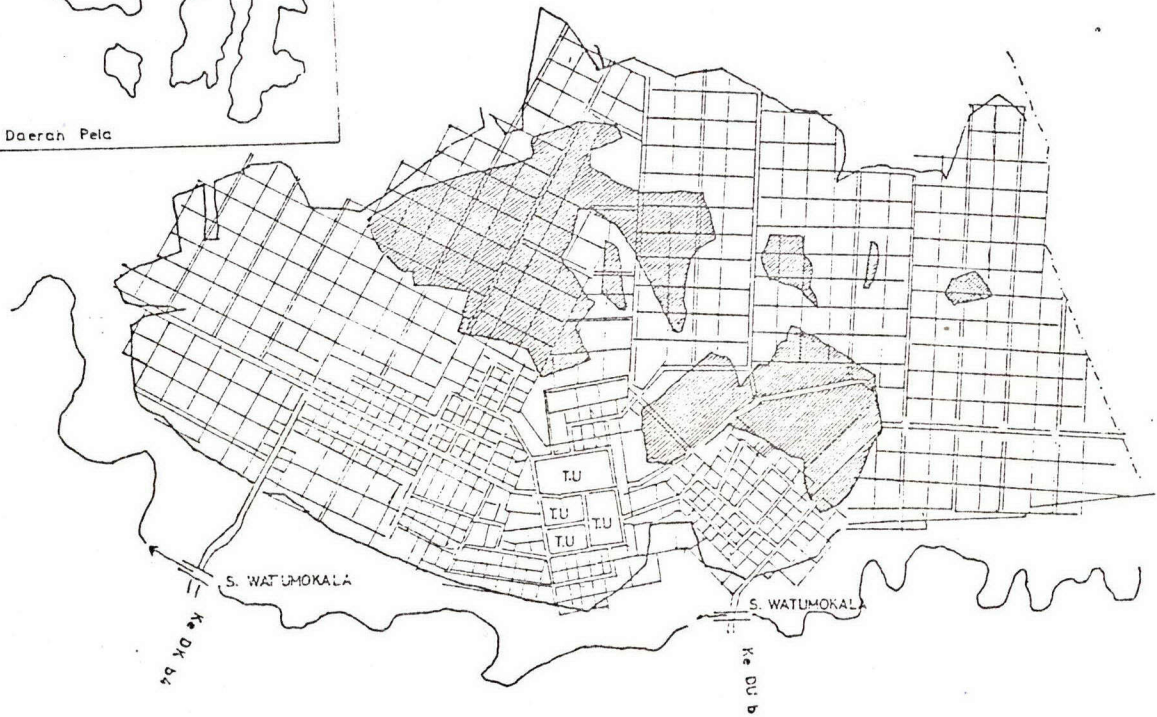 Daerah Pela
T.U
T.U
T.U
T.U
S. WATUMOKALA
S. WATUMOKALA
Ke DK b4
Ke DU b